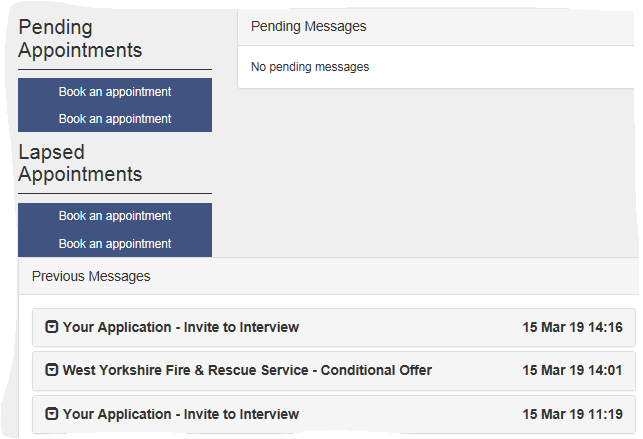 Pending
Appointments
Book an appointment
Book an appointment
Lapsed
Appointments
Book an appointment
Book an appointment
Pending Messages
No pending messages
Previous Messages
Your Application - Invite to Interview 15 Mar 19 14:16
West Yorkshire Fire & Rescue Service - Conditional Offer 15 Mar 19 14:01
Your Application - Invite to Interview 15 Mar 19 11:19